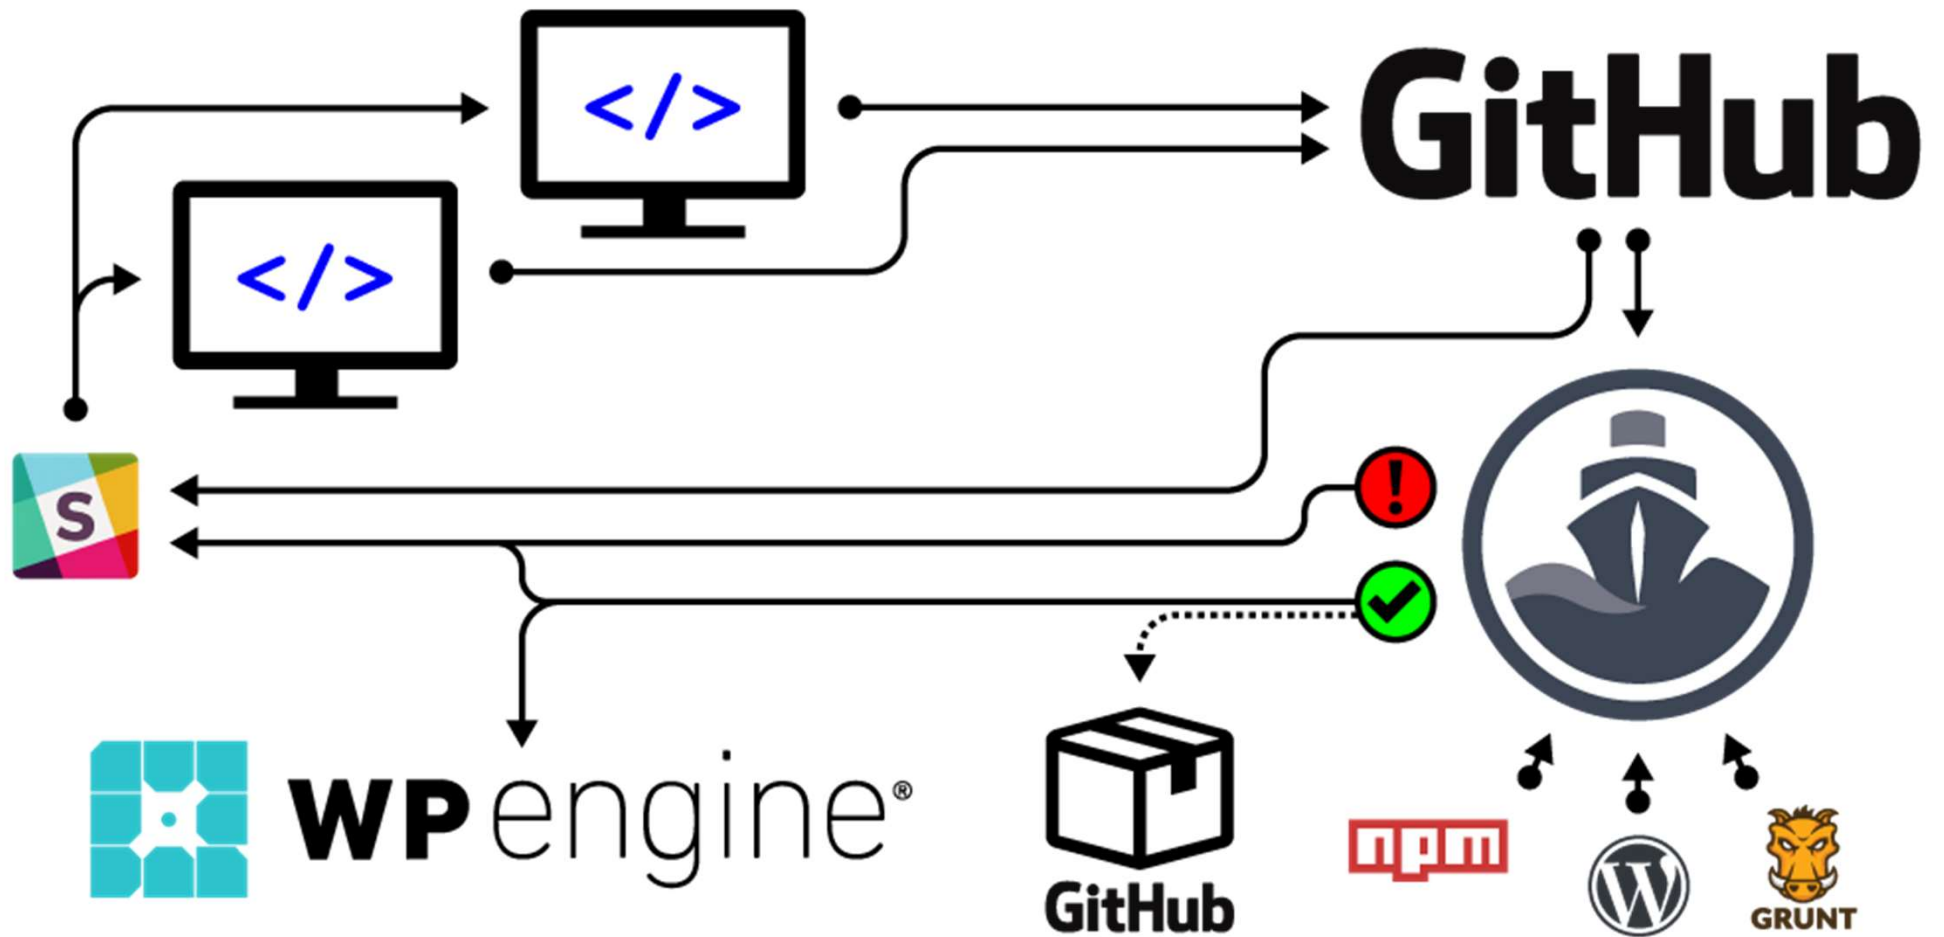 </>
GitHub
</>
S
!
WP engine®
GitHub
npm
W
GRUNT